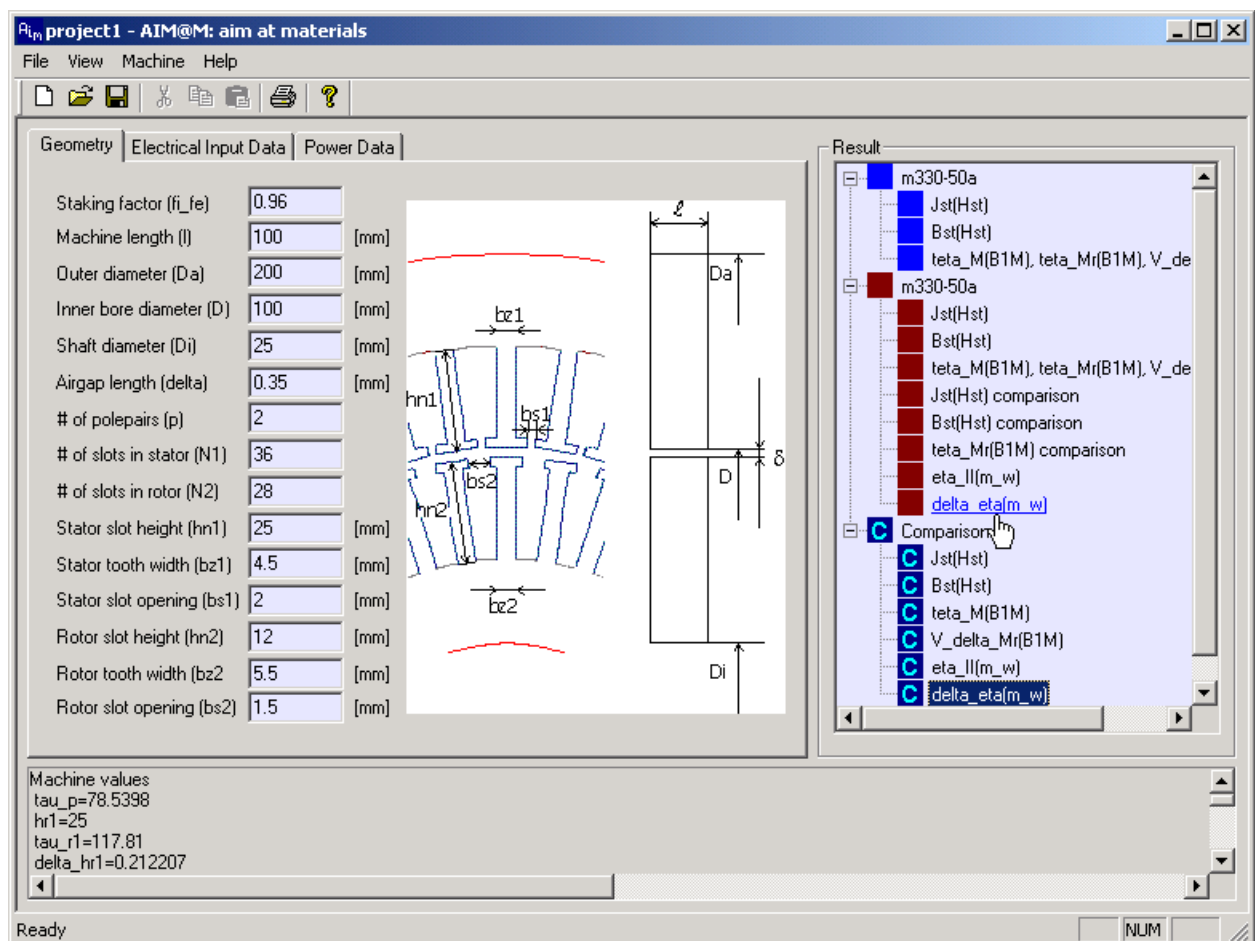 Aim project1 - AIM@M: aim at materials
File View Machine Help
Geometry Electrical Input Data Power Data
Staking factor (fi_fe) 0.96
Machine length (l) 100 [mm]
Outer diameter (Da) 200 [mm]
Inner bore diameter (D) 100 [mm]
Shaft diameter (Di) 25 [mm]
Airgap length (delta) 0.35 [mm]
# of polepairs (p) 2
# of slots in stator (N1) 36
# of slots in rotor (N2) 28
Stator slot height (hn1) 25 [mm]
Stator tooth width (bz1) 4.5 [mm]
Stator slot opening (bs1) 2 [mm]
Rotor slot height (hn2) 12 [mm]
Rotor tooth width (bz2 5.5 [mm]
Rotor slot opening (bs2) 1.5 [mm]
ℓ
Da
bz1
hn1
bs1
δ
D
bs2
hn2
bz2
Di
Result
m330-50a
Jst(Hst)
Bst(Hst)
teta_M(B1M), teta_Mr(B1M), V_de
m330-50a
Jst(Hst)
Bst(Hst)
teta_M(B1M), teta_Mr(B1M), V_de
Jst(Hst) comparison
Bst(Hst) comparison
teta_Mr(B1M) comparison
eta_II(m_w)
delta_eta(m_w)
C Comparison
C Jst(Hst)
C Bst(Hst)
C teta_M(B1M)
C V_delta_Mr(B1M)
C eta_II(m_w)
C delta_eta(m_w)
Machine values
tau_p=78.5398
hr1=25
tau_r1=117.81
delta_hr1=0.212207
Ready NUM